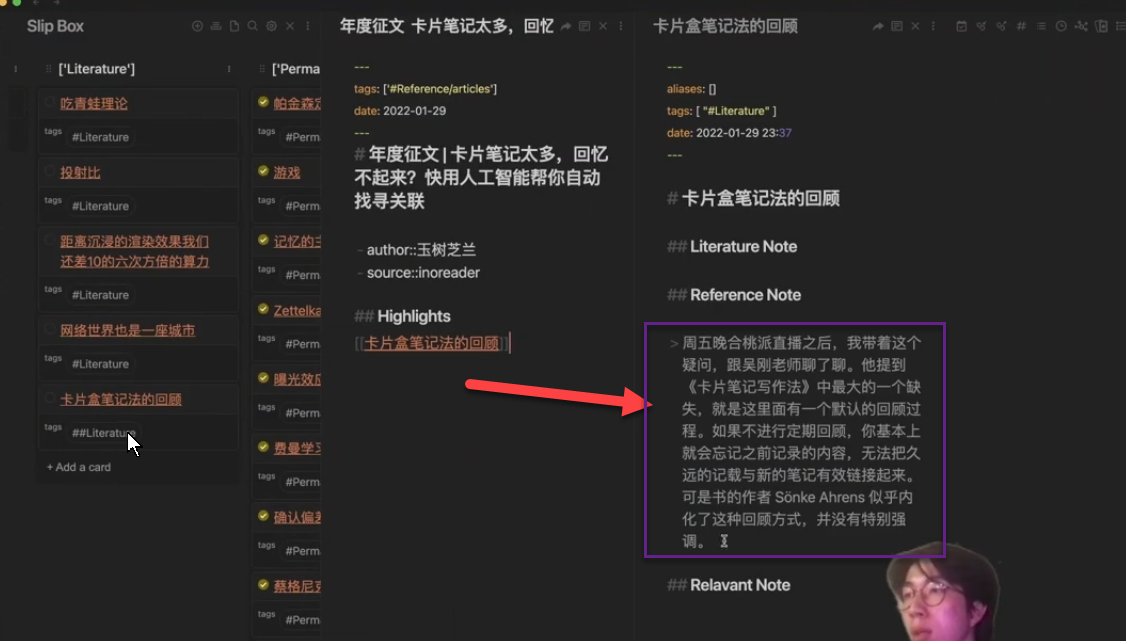 Slip Box
['Literature']
吃青蛙理论
tags #Literature
投射比
tags #Literature
距离沉浸的渲染效果我们
还差10的六次方倍的算力
tags #Literature
网络世界也是一座城市
tags #Literature
卡片盒笔记法的回顾
tags ##Literature
+ Add a card
['Perma
帕金森定
tags #Perma
游戏
tags #Perma
记忆的主
tags #Perma
Zettelka
tags #Perma
曝光效应
tags #Perma
费曼学习
tags #Perma
确认偏差
tags #Perma
蔡格尼克
tags #Perma
年度征文 卡片笔记太多，回忆
---
tags: ['#Reference/articles']
date: 2022-01-29
---
# 年度征文 | 卡片笔记太多，回忆
不起来？快用人工智能帮你自动
找寻关联
- author::玉树芝兰
- source::inoreader
## Highlights
[[卡片盒笔记法的回顾]]
卡片盒笔记法的回顾
---
aliases: []
tags: [ "#Literature" ]
date: 2022-01-29 23:37
---
# 卡片盒笔记法的回顾
## Literature Note
## Reference Note
> 周五晚合桃派直播之后，我带着这个
疑问，跟吴刚老师聊了聊。他提到
《卡片笔记写作法》中最大的一个缺
失，就是这里面有一个默认的回顾过
程。如果不进行定期回顾，你基本上
就会忘记之前记录的内容，无法把久
远的记载与新的笔记有效链接起来。
可是书的作者 Sönke Ahrens 似乎内
化了这种回顾方式，并没有特别强
调。
## Relavant Note